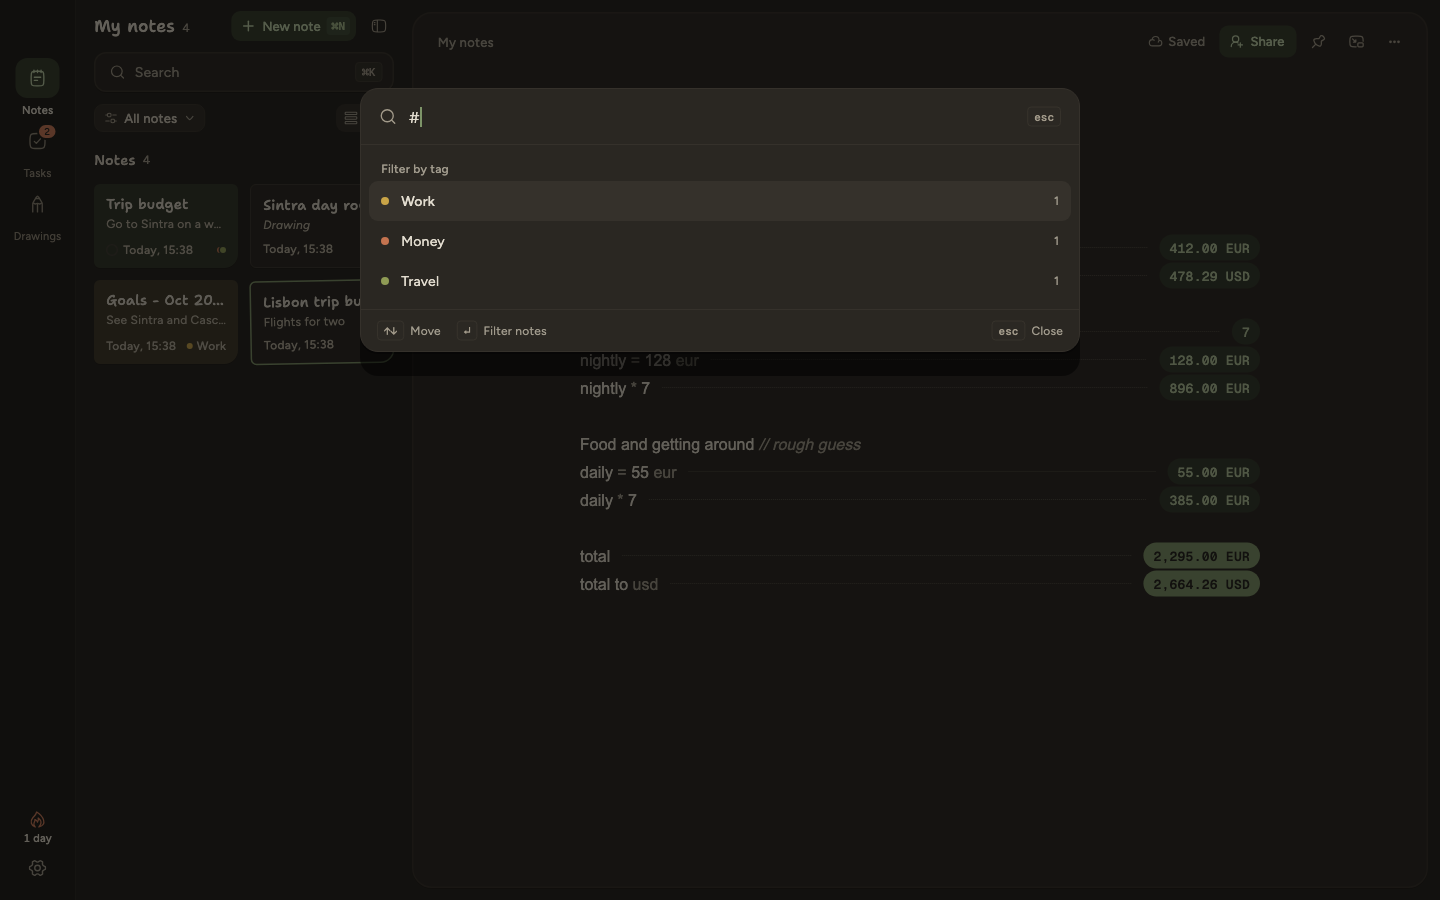 My notes 4
New note ⌘N
Search ⌘K
All notes
Notes 4
Trip budget
Go to Sintra on a w...
Today, 15:38
Sintra day ro
Drawing
Today, 15:38
Goals - Oct 20...
See Sintra and Casc...
Today, 15:38 Work
Lisbon trip bu
Flights for two
Today, 15:38
Notes
2
Tasks
Drawings
1 day
My notes
Saved
Share
#
esc
Filter by tag
Work 1
Money 1
Travel 1
Move
Filter notes
esc Close
412.00 EUR
478.29 USD
7
nightly = 128 eur 128.00 EUR
nightly * 7 896.00 EUR
Food and getting around // rough guess
daily = 55 eur 55.00 EUR
daily * 7 385.00 EUR
total 2,295.00 EUR
total to usd 2,664.26 USD